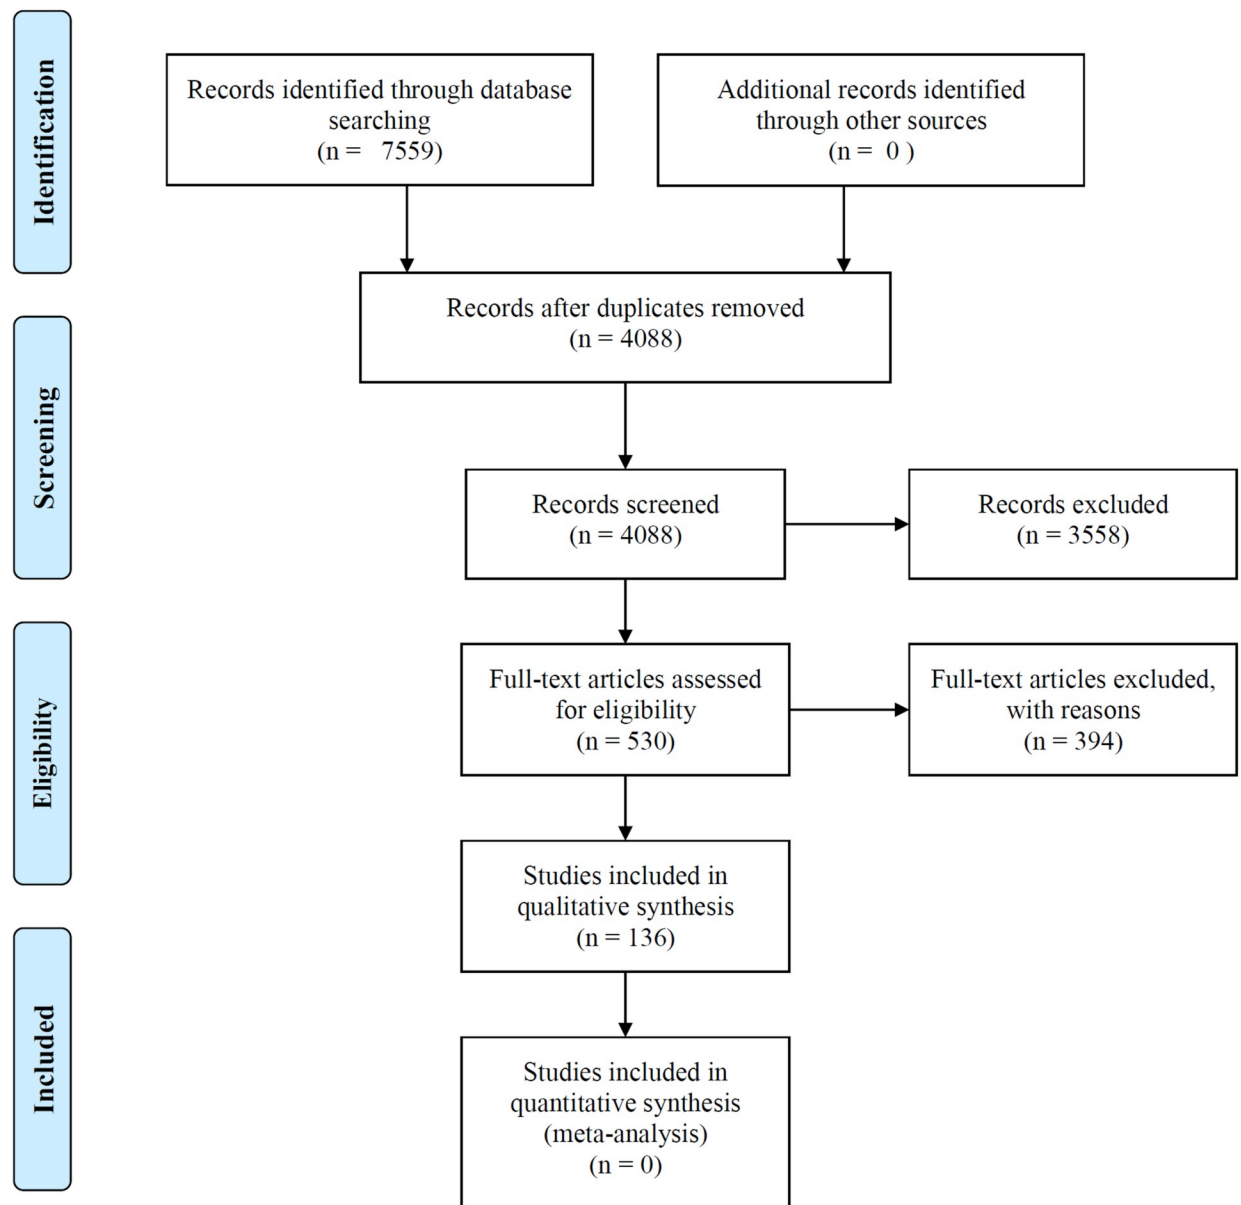 Identification
Records identified through database
searching
(n = 7559)
Additional records identified
through other sources
(n = 0 )
Records after duplicates removed
(n = 4088)
Screening
Records screened
(n = 4088)
Records excluded
(n = 3558)
Eligibility
Full-text articles assessed
for eligibility
(n = 530)
Full-text articles excluded,
with reasons
(n = 394)
Studies included in
qualitative synthesis
(n = 136)
Included
Studies included in
quantitative synthesis
(meta-analysis)
(n = 0)